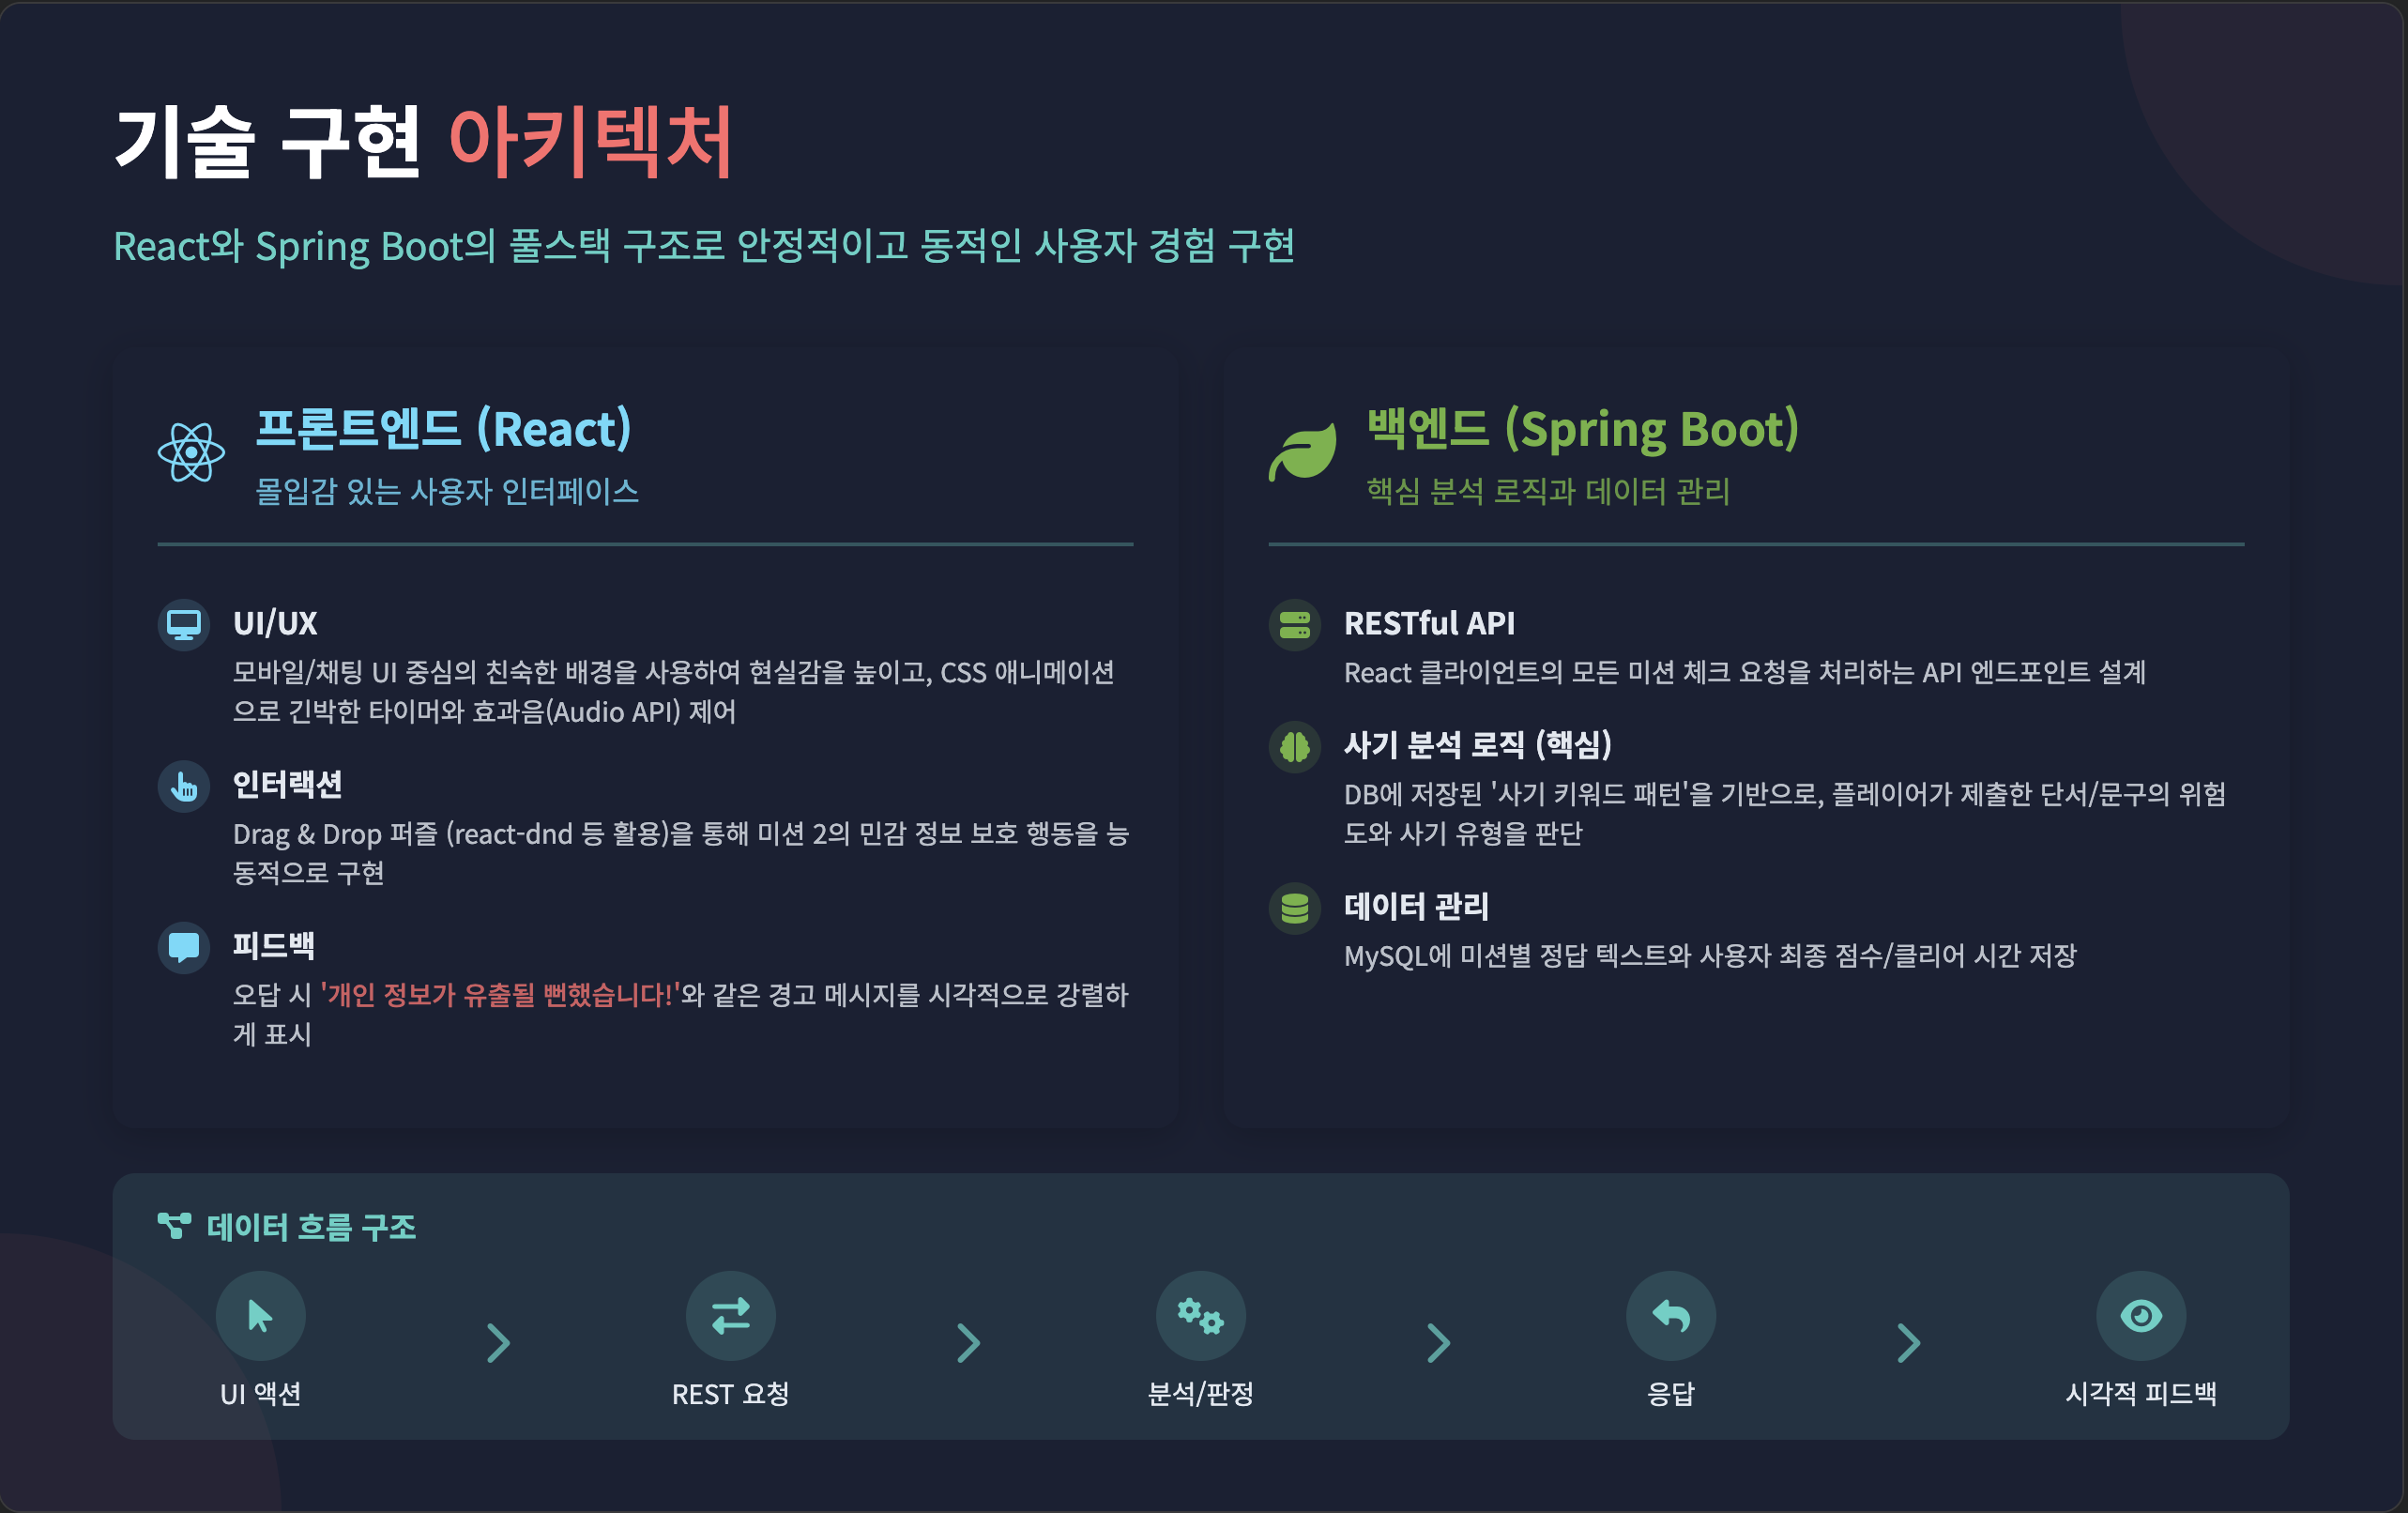 기술 구현 아키텍처
React와 Spring Boot의 풀스택 구조로 안정적이고 동적인 사용자 경험 구현
프론트엔드 (React)
몰입감 있는 사용자 인터페이스
UI/UX
모바일/채팅 UI 중심의 친숙한 배경을 사용하여 현실감을 높이고, CSS 애니메이션
으로 긴박한 타이머와 효과음(Audio API) 제어
인터랙션
Drag & Drop 퍼즐 (react-dnd 등 활용)을 통해 미션 2의 민감 정보 보호 행동을 능
동적으로 구현
피드백
오답 시 '개인 정보가 유출될 뻔했습니다!'와 같은 경고 메시지를 시각적으로 강렬하
게 표시
백엔드 (Spring Boot)
핵심 분석 로직과 데이터 관리
RESTful API
React 클라이언트의 모든 미션 체크 요청을 처리하는 API 엔드포인트 설계
사기 분석 로직 (핵심)
DB에 저장된 '사기 키워드 패턴'을 기반으로, 플레이어가 제출한 단서/문구의 위험
도와 사기 유형을 판단
데이터 관리
MySQL에 미션별 정답 텍스트와 사용자 최종 점수/클리어 시간 저장
데이터 흐름 구조
UI 액션
REST 요청
분석/판정
응답
시각적 피드백